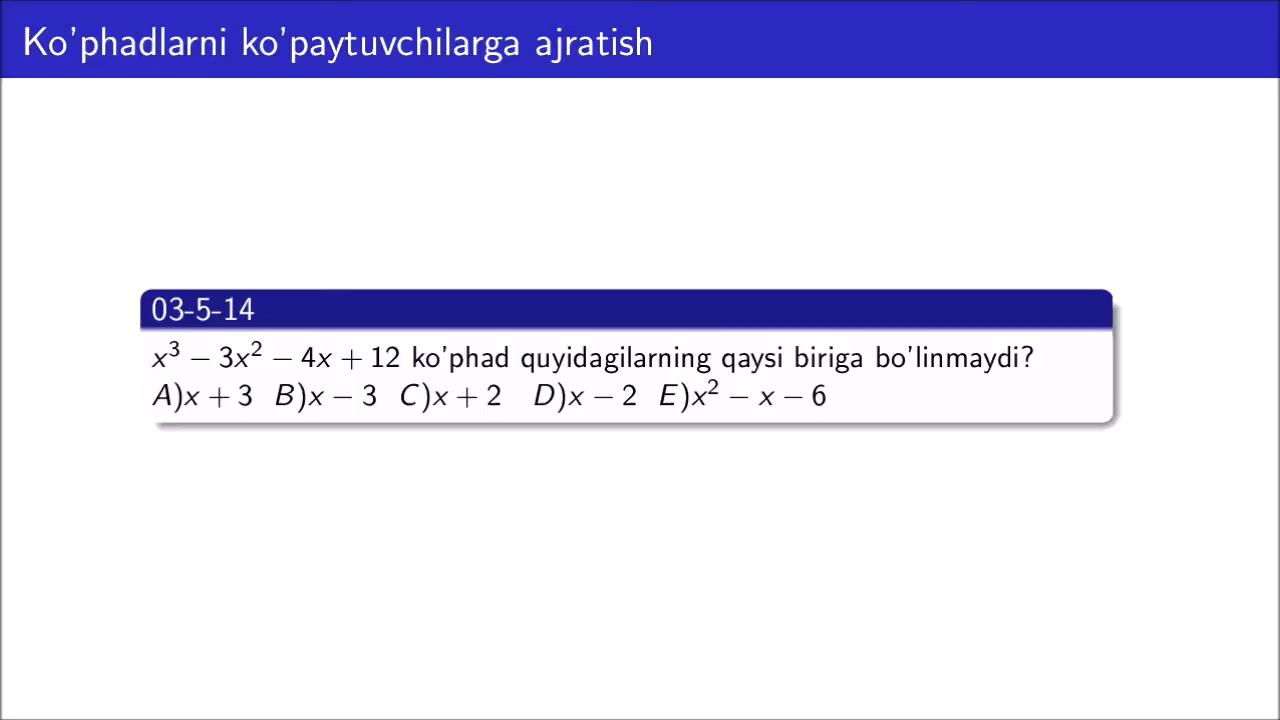 Ko'phadlarni ko'paytuvchilarga ajratish
03-5-14
x³ − 3x² − 4x + 12 ko'phad quyidagilarning qaysi biriga bo'linmaydi?
A)x + 3 B)x − 3 C)x + 2 D)x − 2 E)x² − x − 6